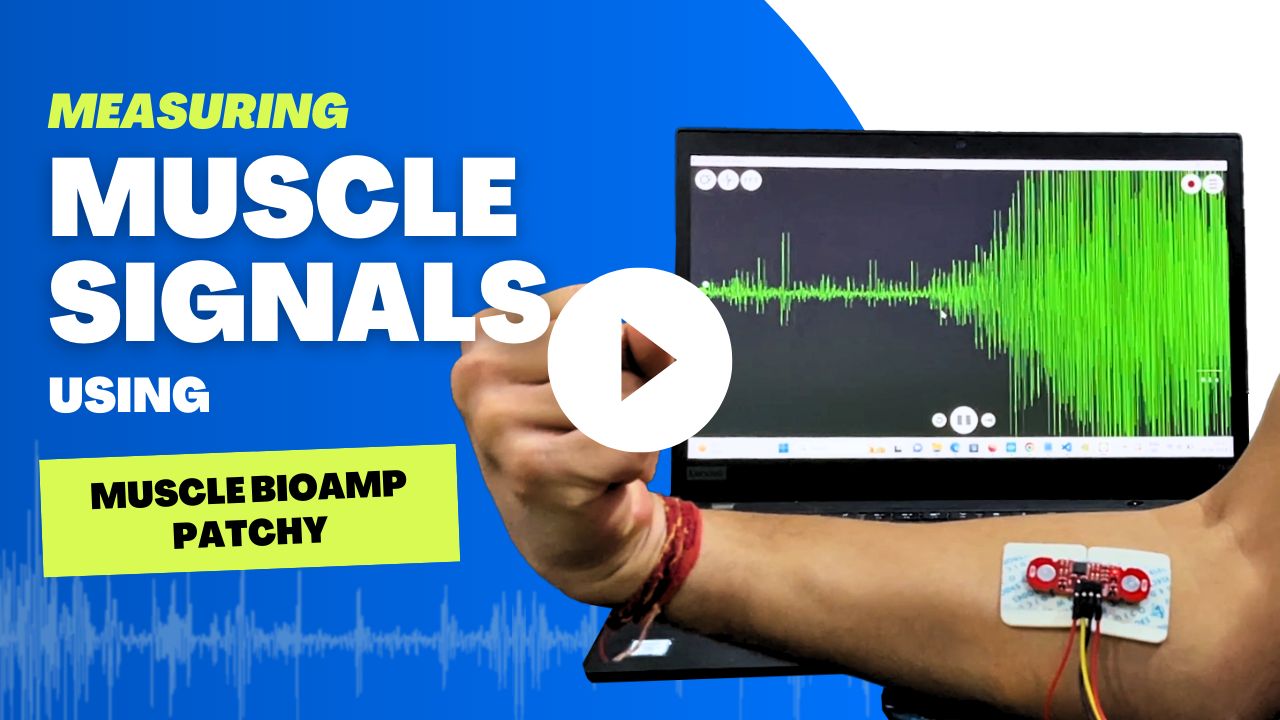 MEASURING
MUSCLE
SIGNALS
USING
MUSCLE BIOAMP
PATCHY